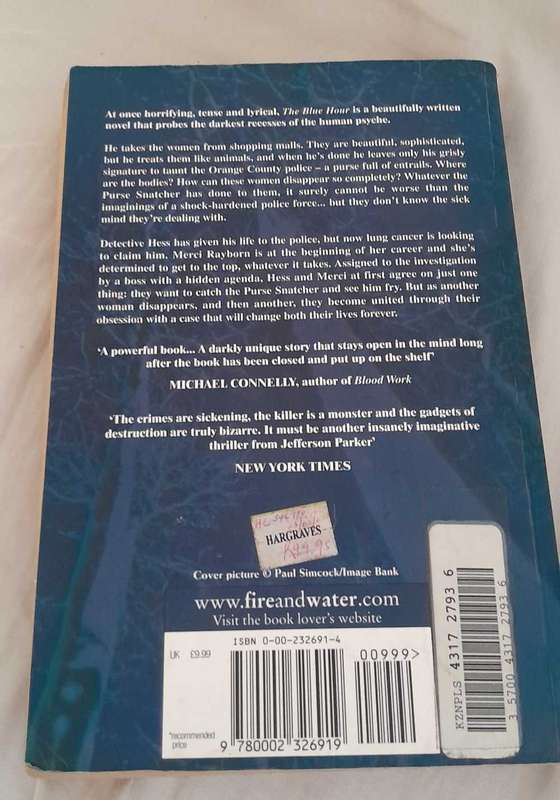 At once horrifying, tense and lyrical, The Blue Hour is a beautifully written
novel that probes the darkest recesses of the human psyche.
He takes the women from shopping malls. They are beautiful, sophisticated,
but he treats them like animals, and when he's done he leaves only his grisly
signature to taunt the Orange County police – a purse full of entrails. Where
are the bodies? How can these women disappear so completely? Whatever the
Purse Snatcher has done to them, it surely cannot be worse than the
imaginings of a shock-hardened police force... but they don't know the sick
mind they're dealing with.
Detective Hess has given his life to the police, but now lung cancer is looking
to claim him. Merci Rayborn is at the beginning of her career and she's
determined to get to the top, whatever it takes. Assigned to the investigation
by a boss with a hidden agenda, Hess and Merci at first agree on just one
thing: they want to catch the Purse Snatcher and see him fry. But as another
woman disappears, and then another, they become united through their
obsession with a case that will change both their lives forever.
'A powerful book... A darkly unique story that stays open in the mind long
after the book has been closed and put up on the shelf'
MICHAEL CONNELLY, author of Blood Work
'The crimes are sickening, the killer is a monster and the gadgets of
destruction are truly bizarre. It must be another insanely imaginative
thriller from Jefferson Parker'
NEW YORK TIMES
HARGRAVES
Cover picture © Paul Simcock/Image Bank
www.fireandwater.com
Visit the book lover's website
ISBN 0-00-232691-4
UK £9.99
00999>
*recommended
price
9 780002 326919
KZNPLS 4317 2793 6
3 5700 4317 2793 6